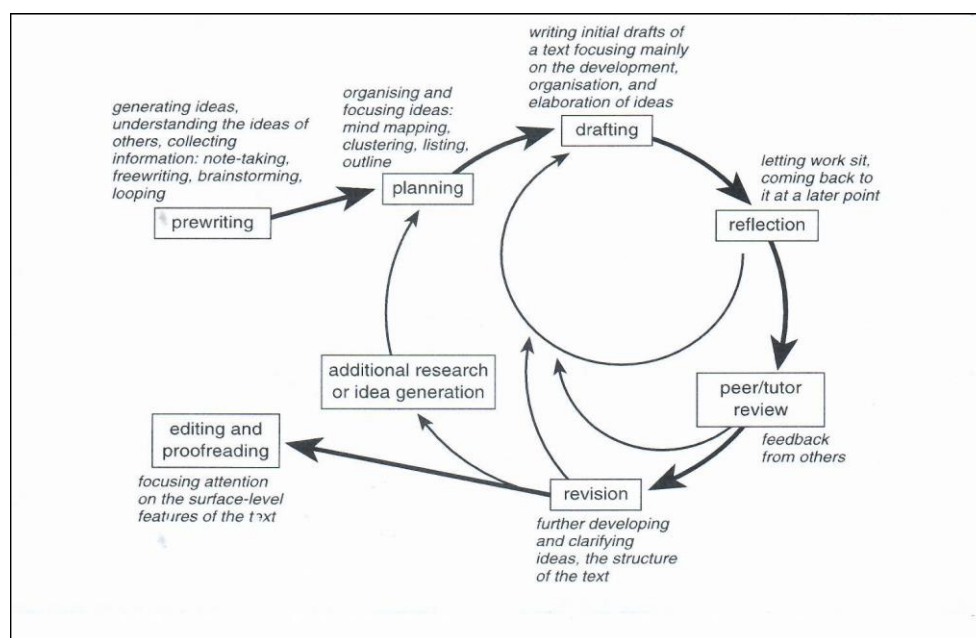 generating ideas,
understanding the ideas of
others, collecting
information: note-taking,
freewriting, brainstorming,
looping
prewriting
organising and
focusing ideas:
mind mapping,
clustering, listing,
outline
planning
writing initial drafts of
a text focusing mainly
on the development,
organisation, and
elaboration of ideas
drafting
letting work sit,
coming back to
it at a later point
reflection
peer/tutor
review
feedback
from others
revision
further developing
and clarifying
ideas, the structure
of the text
additional research
or idea generation
editing and
proofreading
focusing attention
on the surface-level
features of the text